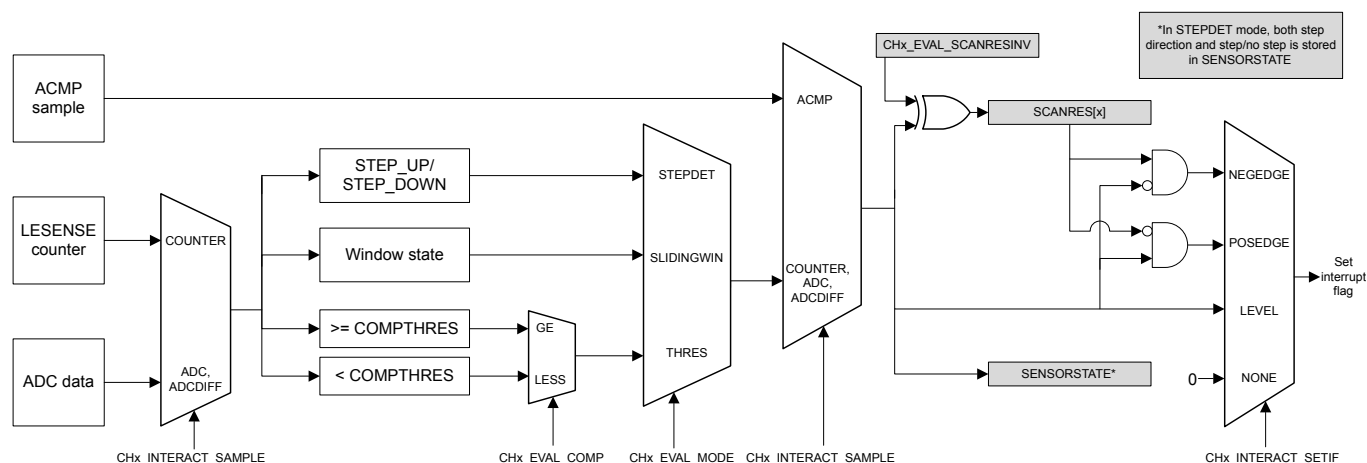 *In STEPDET mode, both step
direction and step/no step is stored
in SENSORSTATE
CHx_EVAL_SCANRESINV
ACMP
sample
ACMP
SCANRES[x]
STEP_UP/
STEP_DOWN
STEPDET
NEGEDGE
LESENSE
counter
COUNTER
Window state
SLIDINGWIN
POSEDGE
COUNTER,
ADC,
ADCDIFF
Set
interrupt
flag
>= COMPTHRES
GE
LEVEL
ADC data
ADC,
ADCDIFF
< COMPTHRES
LESS
THRES
SENSORSTATE*
0
NONE
CHx_INTERACT_SAMPLE
CHx_EVAL_COMP
CHx_EVAL_MODE
CHx_INTERACT_SAMPLE
CHx_INTERACT_SETIF